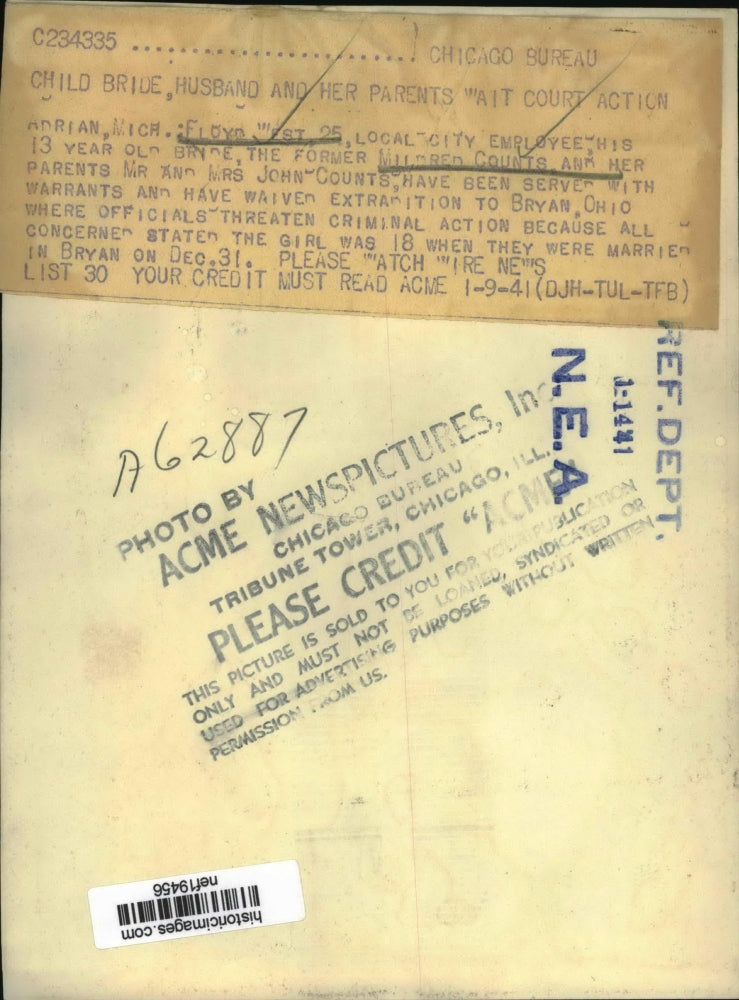 C234335 .............................. CHICAGO BUREAU
CHILD BRIDE, HUSBAND AND HER PARENTS WAIT COURT ACTION
ADRIAN, MICH.: FLOYD WEST, 25, LOCAL CITY EMPLOYEE, HIS
13 YEAR OLD BRIDE, THE FORMER MILDRED COUNTS, AND HER
PARENTS MR AND MRS JOHN COUNTS, HAVE BEEN SERVED WITH
WARRANTS AND HAVE WAIVED EXTRADITION TO BRYAN, OHIO
WHERE OFFICIALS THREATEN CRIMINAL ACTION BECAUSE ALL
CONCERNED STATED THE GIRL WAS 18 WHEN THEY WERE MARRIED
IN BRYAN ON DEC. 31. PLEASE WATCH WIRE NEWS
LIST 30 YOUR CREDIT MUST READ ACME 1-9-41 (DJH-TUL-TFB)
REF. DEPT.
1-1441
N.E.A.
A62887
PHOTO BY
ACME NEWSPICTURES, Inc
CHICAGO BUREAU
TRIBUNE TOWER, CHICAGO, ILL.
PLEASE CREDIT "ACME
THIS PICTURE IS SOLD TO YOU FOR YOUR PUBLICATION
ONLY AND MUST NOT BE LOANED, SYNDICATED OR
USED FOR ADVERTISING PURPOSES WITHOUT WRITTEN
PERMISSION FROM US.
historicimages.com
nef19456